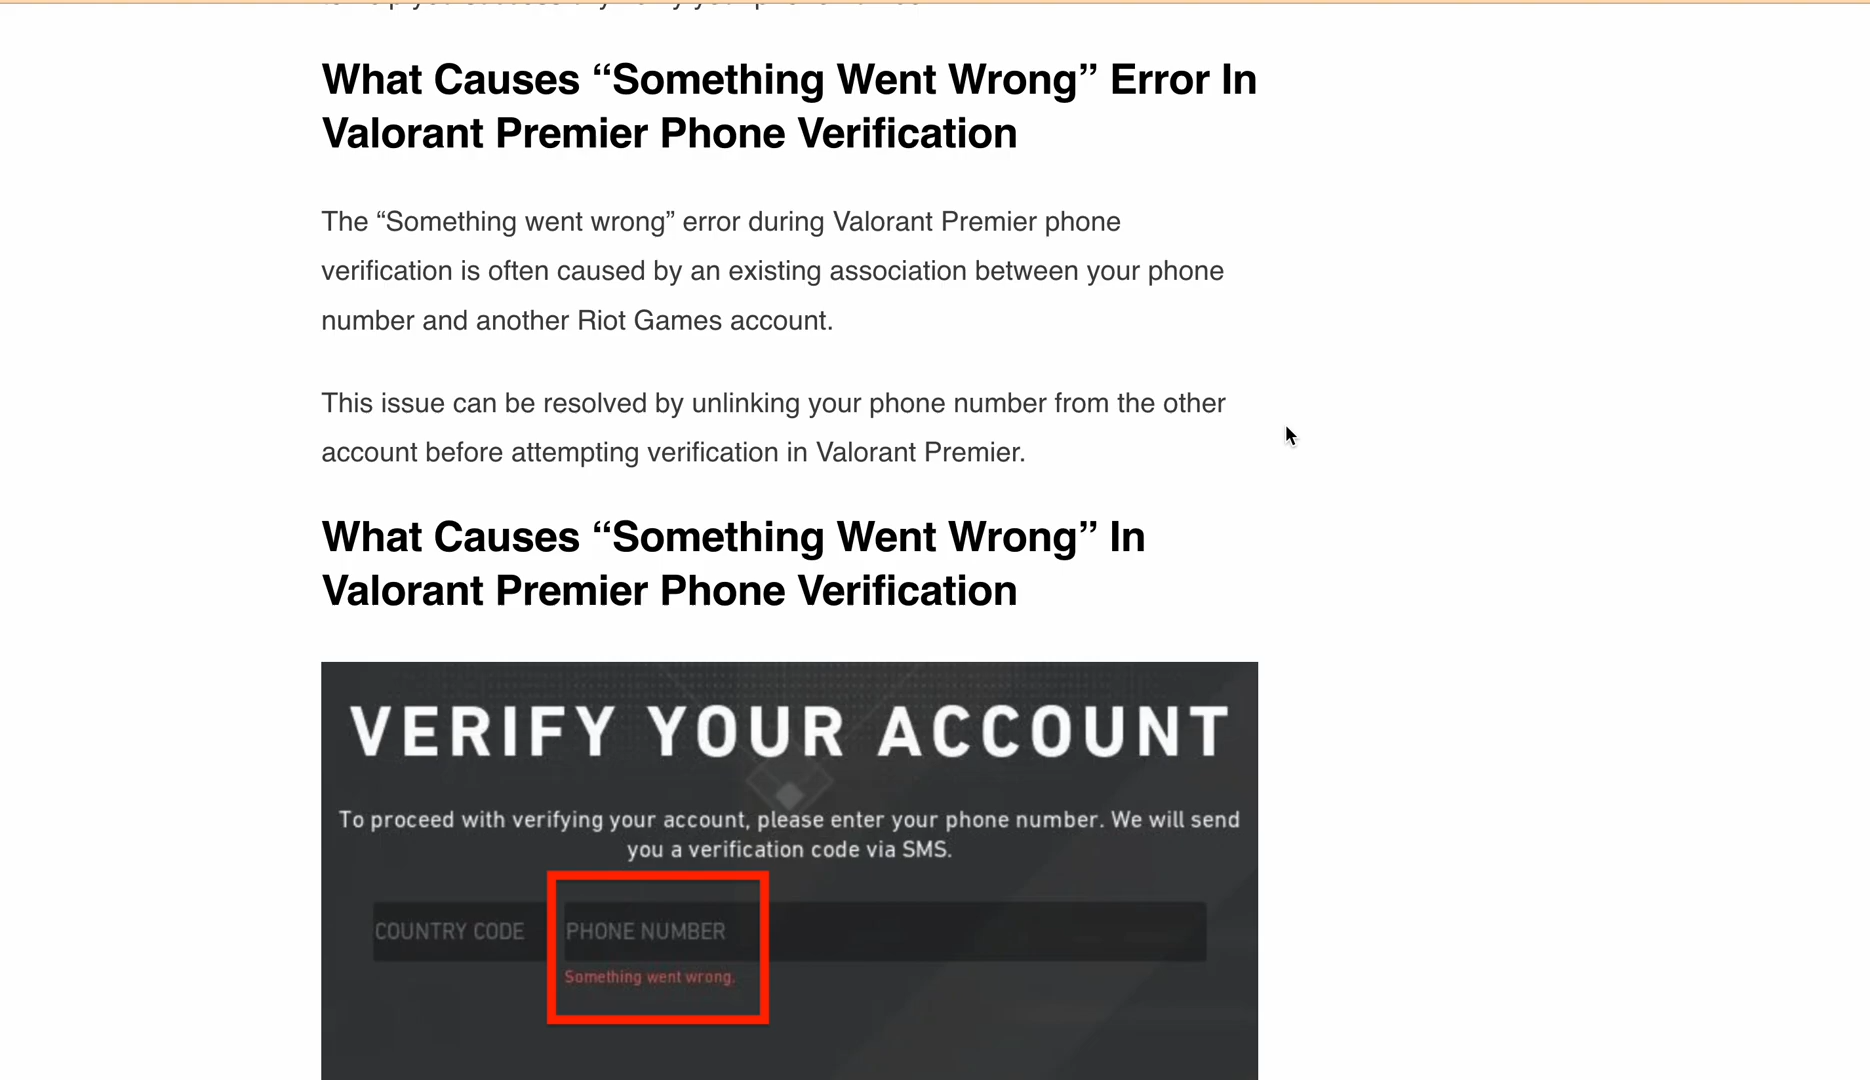 What Causes “Something Went Wrong” Error In
Valorant Premier Phone Verification
The “Something went wrong” error during Valorant Premier phone
verification is often caused by an existing association between your phone
number and another Riot Games account.
This issue can be resolved by unlinking your phone number from the other
account before attempting verification in Valorant Premier.
What Causes “Something Went Wrong” In
Valorant Premier Phone Verification
VERIFY YOUR ACCOUNT
To proceed with verifying your account, please enter your phone number. We will send
you a verification code via SMS.
COUNTRY CODE PHONE NUMBER
Something went wrong.